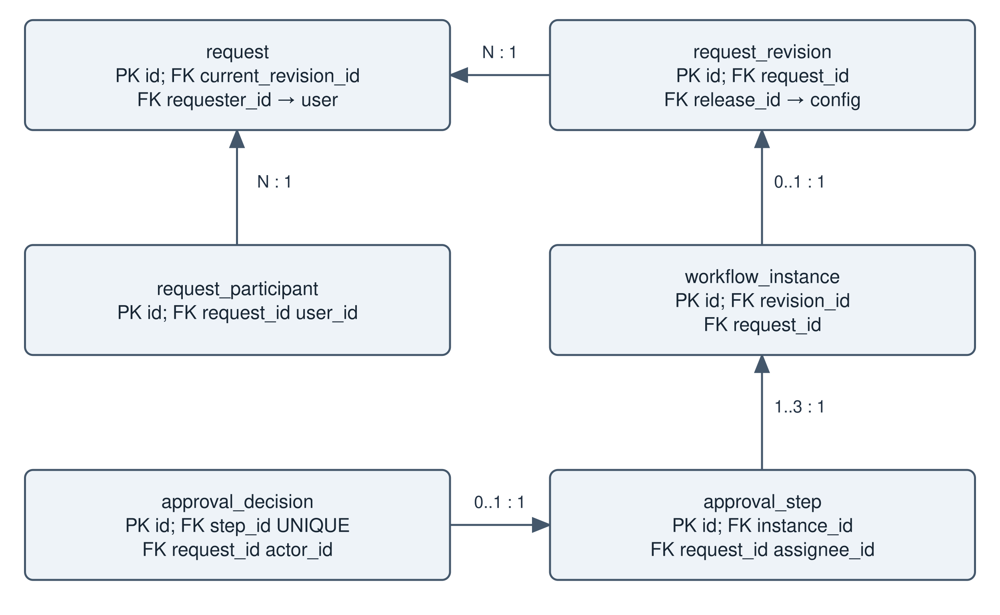 request
PK id; FK current_revision_id
FK requester_id → user
N : 1
request_revision
PK id; FK request_id
FK release_id → config
N : 1
0..1 : 1
request_participant
PK id; FK request_id user_id
workflow_instance
PK id; FK revision_id
FK request_id
1..3 : 1
approval_decision
PK id; FK step_id UNIQUE
FK request_id actor_id
0..1 : 1
approval_step
PK id; FK instance_id
FK request_id assignee_id